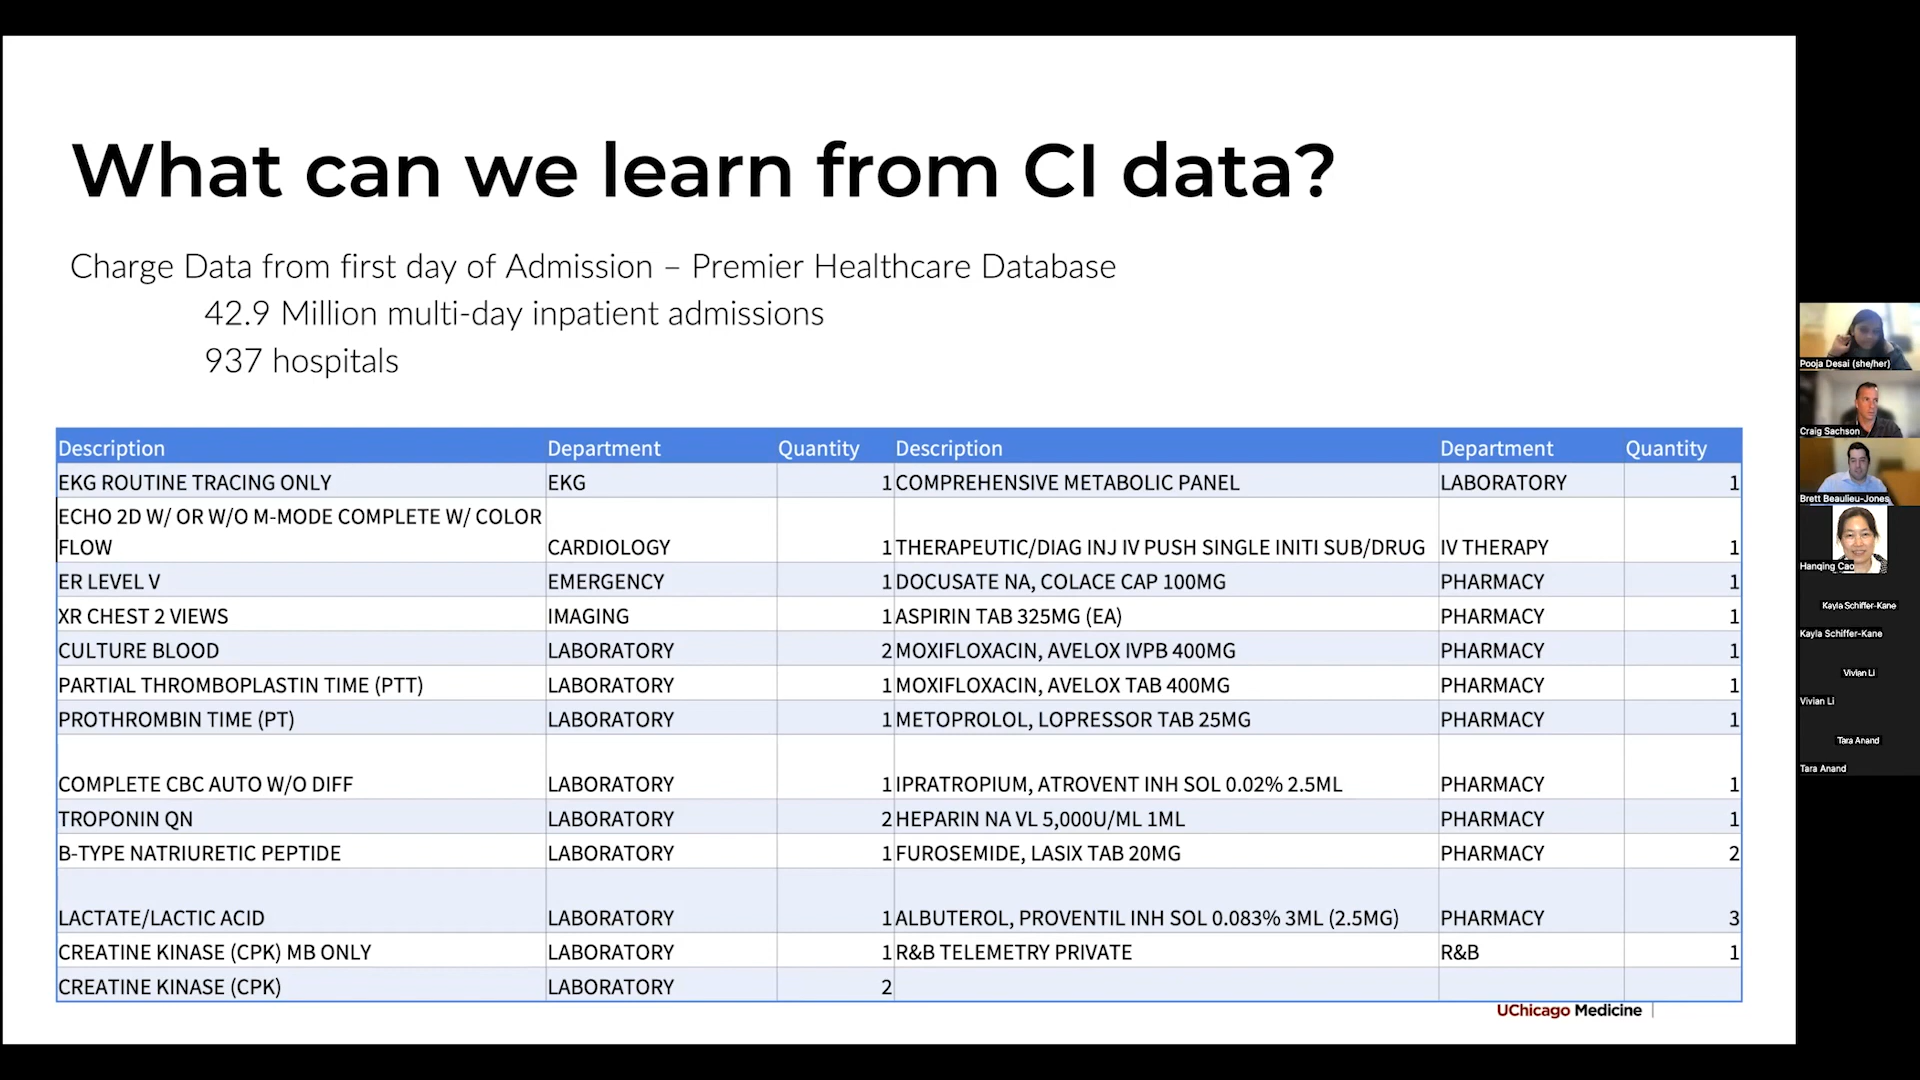 What can we learn from CI data?
Charge Data from first day of Admission – Premier Healthcare Database
42.9 Million multi-day inpatient admissions
937 hospitals
Description Department Quantity Description Department Quantity
EKG ROUTINE TRACING ONLY EKG 1 COMPREHENSIVE METABOLIC PANEL LABORATORY 1
ECHO 2D W/ OR W/O M-MODE COMPLETE W/ COLOR
FLOW CARDIOLOGY 1 THERAPEUTIC/DIAG INJ IV PUSH SINGLE INITI SUB/DRUG IV THERAPY 1
ER LEVEL V EMERGENCY 1 DOCUSATE NA, COLACE CAP 100MG PHARMACY 1
XR CHEST 2 VIEWS IMAGING 1 ASPIRIN TAB 325MG (EA) PHARMACY 1
CULTURE BLOOD LABORATORY 2 MOXIFLOXACIN, AVELOX IVPB 400MG PHARMACY 1
PARTIAL THROMBOPLASTIN TIME (PTT) LABORATORY 1 MOXIFLOXACIN, AVELOX TAB 400MG PHARMACY 1
PROTHROMBIN TIME (PT) LABORATORY 1 METOPROLOL, LOPRESSOR TAB 25MG PHARMACY 1
COMPLETE CBC AUTO W/O DIFF LABORATORY 1 IPRATROPIUM, ATROVENT INH SOL 0.02% 2.5ML PHARMACY 1
TROPONIN QN LABORATORY 2 HEPARIN NA VL 5,000U/ML 1ML PHARMACY 1
B-TYPE NATRIURETIC PEPTIDE LABORATORY 1 FUROSEMIDE, LASIX TAB 20MG PHARMACY 2
LACTATE/LACTIC ACID LABORATORY 1 ALBUTEROL, PROVENTIL INH SOL 0.083% 3ML (2.5MG) PHARMACY 3
CREATINE KINASE (CPK) MB ONLY LABORATORY 1 R&B TELEMETRY PRIVATE R&B 1
CREATINE KINASE (CPK) LABORATORY 2
UChicago Medicine
Pooja Desai (she/her)
Craig Sachson
Brett Beaulieu-Jones
Hanqing Cao
Kayla Schiffer-Kane
Kayla Schiffer-Kane
Vivian Li
Vivian Li
Tara Anand
Tara Anand